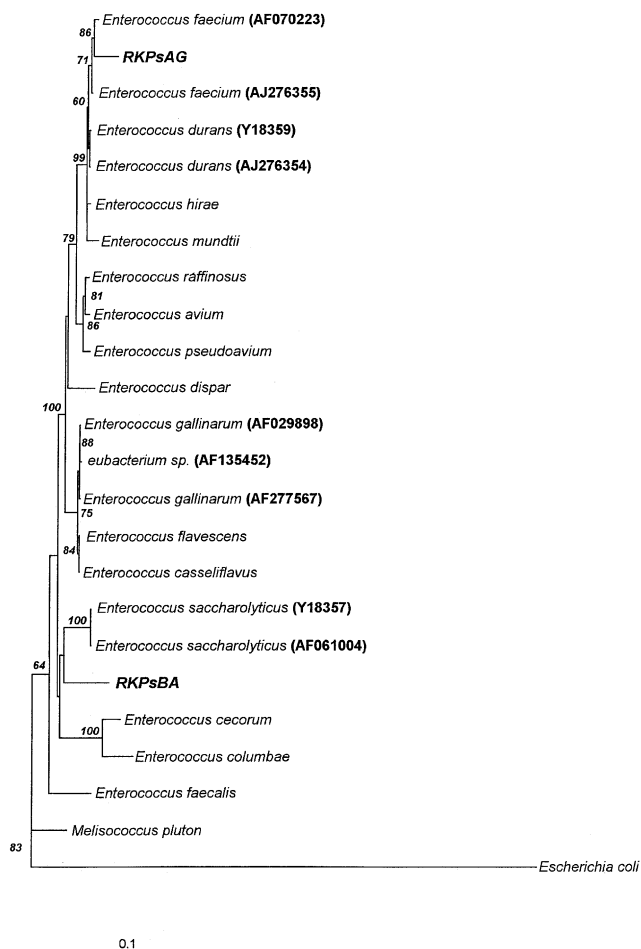 Enterococcus faecium (AF070223)
86
RKPsAG
71
Enterococcus faecium (AJ276355)
60
Enterococcus durans (Y18359)
99
Enterococcus durans (AJ276354)
Enterococcus hirae
79
Enterococcus mundtii
Enterococcus raffinosus
81
Enterococcus avium
86
Enterococcus pseudoavium
Enterococcus dispar
100
Enterococcus gallinarum (AF029898)
88
eubacterium sp. (AF135452)
Enterococcus gallinarum (AF277567)
75
Enterococcus flavescens
84
Enterococcus casseliflavus
Enterococcus saccharolyticus (Y18357)
100
Enterococcus saccharolyticus (AF061004)
64
RKPsBA
Enterococcus cecorum
100
Enterococcus columbae
Enterococcus faecalis
Melisococcus pluton
83
Escherichia coli
0.1